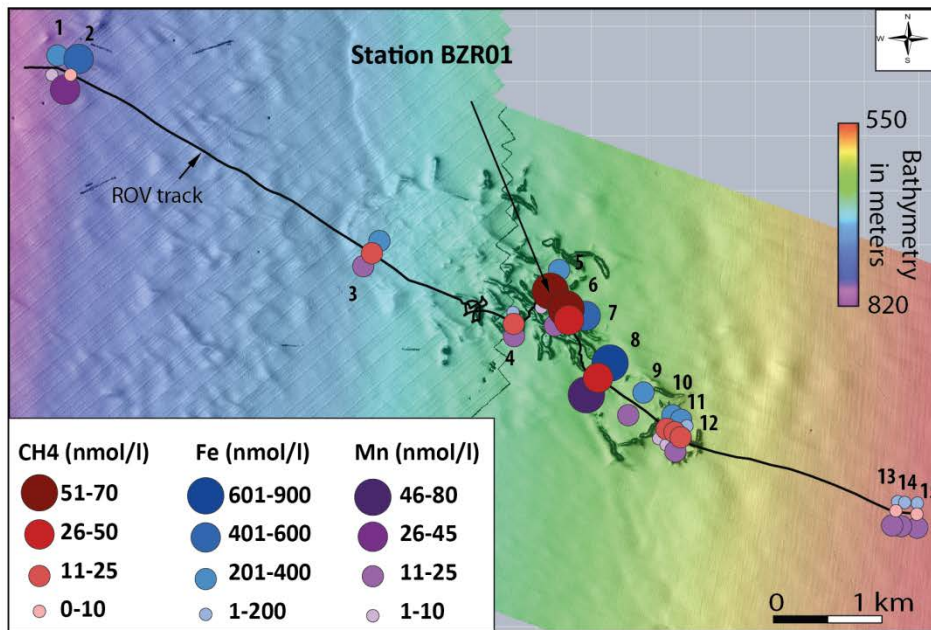 1 2
Station BZR01
N
W E
S
550
Bathymetry
in meters
820
ROV track
3
5
6
7
4
8
9 10
11
12
13 14
CH4 (nmol/l) Fe (nmol/l) Mn (nmol/l)
51-70 601-900 46-80
26-50 401-600 26-45
11-25 201-400 11-25
0-10 1-200 1-10
0 1 km